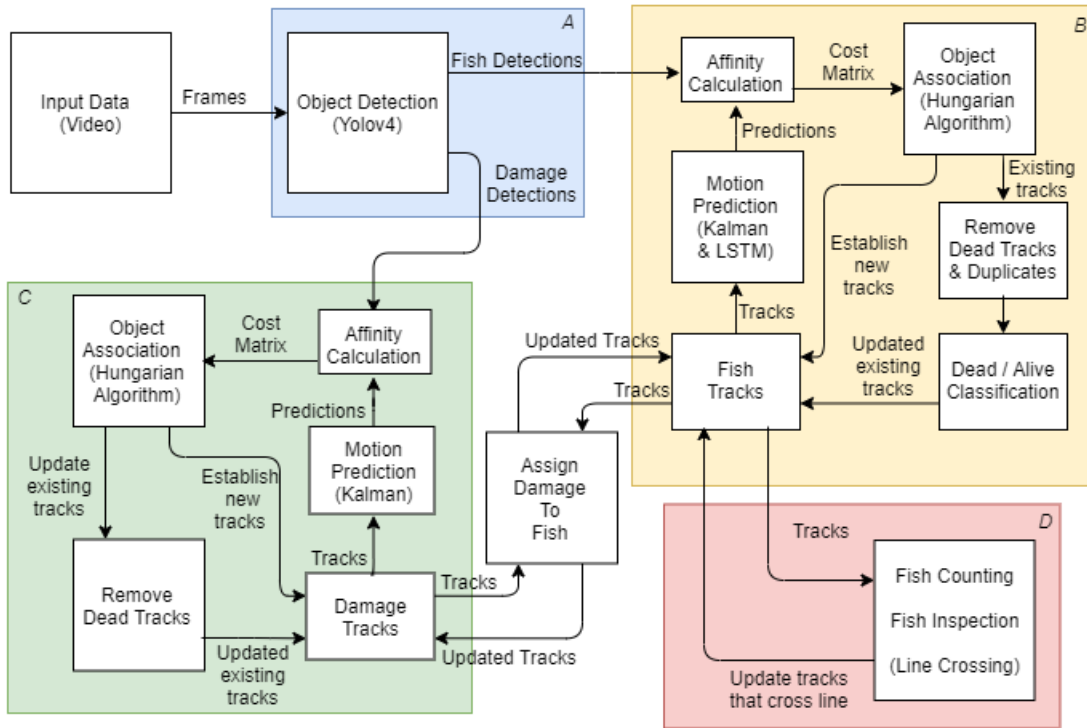 A
B
Input Data
(Video)
Frames
Object Detection
(Yolov4)
Fish Detections
Damage
Detections
Affinity
Calculation
Cost
Matrix
Object
Association
(Hungarian
Algorithm)
Predictions
Motion
Prediction
(Kalman
& LSTM)
Existing
tracks
Remove
Dead Tracks
& Duplicates
Establish
new
tracks
Tracks
Fish
Tracks
Updated
existing
tracks
Dead / Alive
Classification
Updated Tracks
Tracks
C
Object
Association
(Hungarian
Algorithm)
Cost
Matrix
Affinity
Calculation
Predictions
Motion
Prediction
(Kalman)
Update
existing
tracks
Establish
new
tracks
Tracks
Remove
Dead Tracks
Updated
existing
tracks
Damage
Tracks
Tracks
Updated Tracks
Assign
Damage
To
Fish
D
Tracks
Fish Counting
Fish Inspection
(Line Crossing)
Update tracks
that cross line